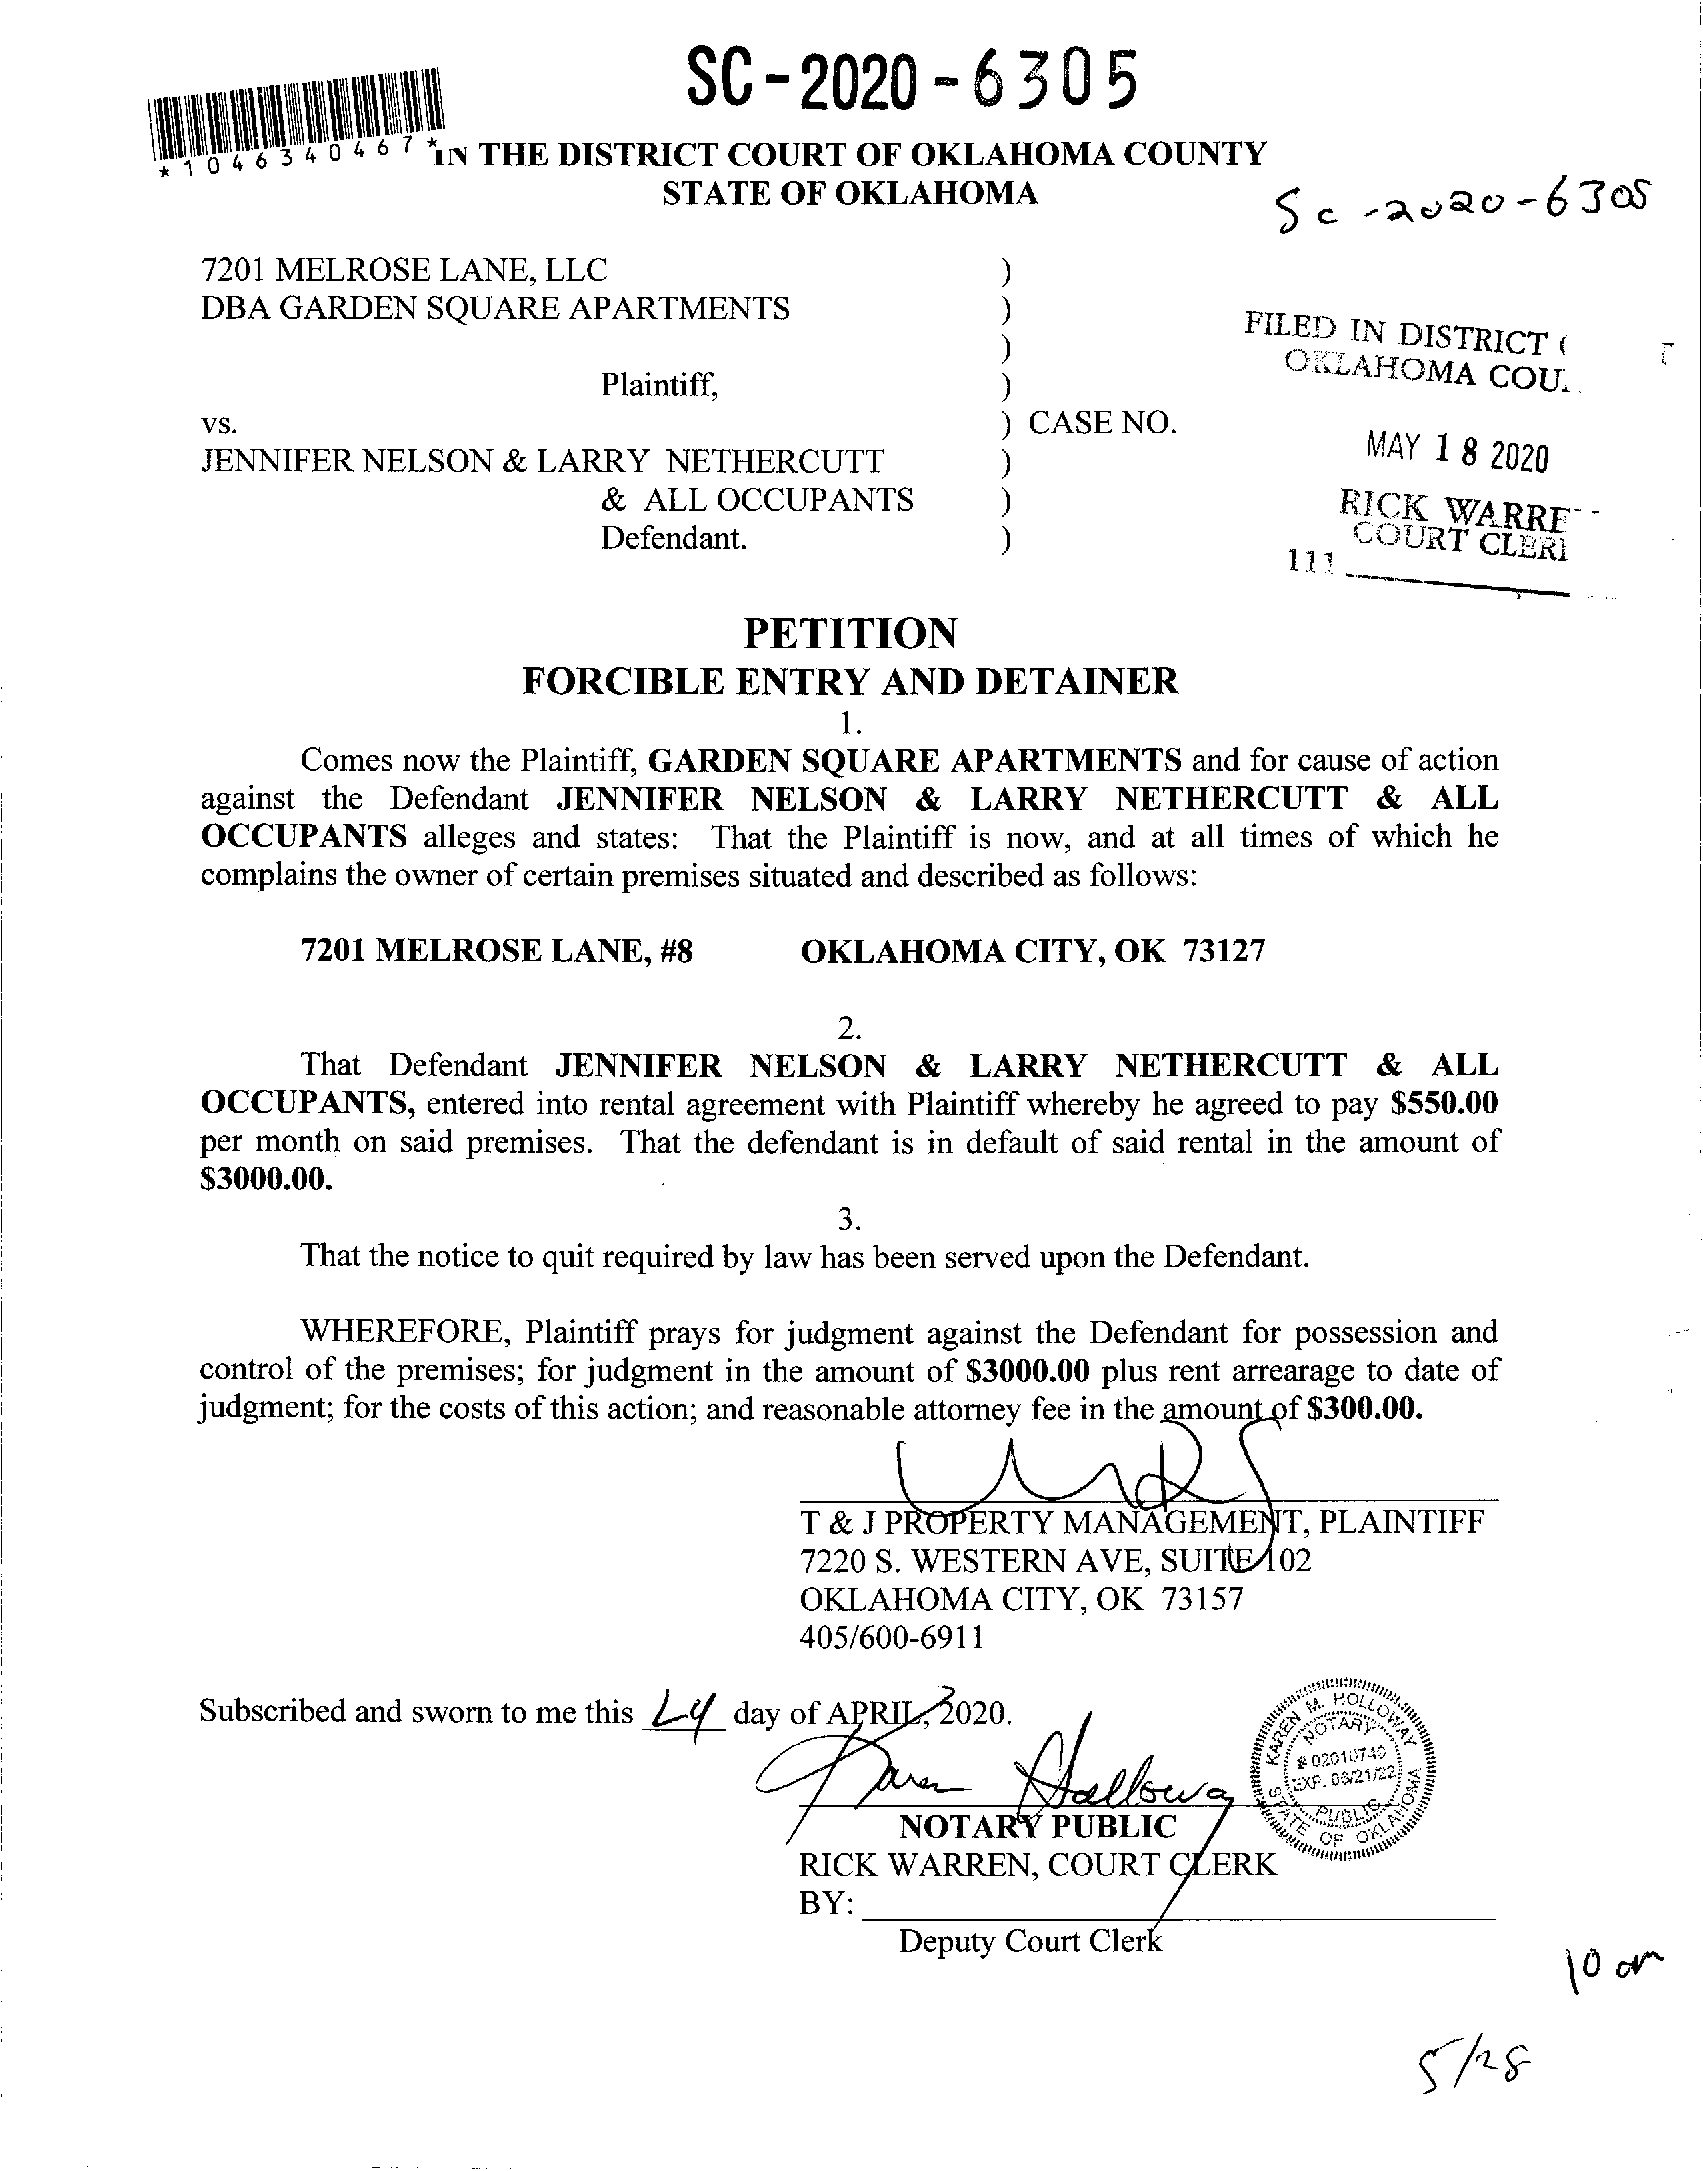 SC-2020-6305
*1046340467*
IN THE DISTRICT COURT OF OKLAHOMA COUNTY
STATE OF OKLAHOMA
SC-2020-6305
7201 MELROSE LANE, LLC )
DBA GARDEN SQUARE APARTMENTS )
)
Plaintiff, )
vs. ) CASE NO.
JENNIFER NELSON & LARRY NETHERCUTT )
& ALL OCCUPANTS )
Defendant. )
FILED IN DISTRICT
OKLAHOMA COU
MAY 18 2020
RICK WARRE
COURT CLER
111
PETITION
FORCIBLE ENTRY AND DETAINER
1.
Comes now the Plaintiff, GARDEN SQUARE APARTMENTS and for cause of action
against the Defendant JENNIFER NELSON & LARRY NETHERCUTT & ALL
OCCUPANTS alleges and states: That the Plaintiff is now, and at all times of which he
complains the owner of certain premises situated and described as follows:
7201 MELROSE LANE, #8 OKLAHOMA CITY, OK 73127
2.
That Defendant JENNIFER NELSON & LARRY NETHERCUTT & ALL
OCCUPANTS, entered into rental agreement with Plaintiff whereby he agreed to pay $550.00
per month on said premises. That the defendant is in default of said rental in the amount of
$3000.00.
3.
That the notice to quit required by law has been served upon the Defendant.
WHEREFORE, Plaintiff prays for judgment against the Defendant for possession and
control of the premises; for judgment in the amount of $3000.00 plus rent arrearage to date of
judgment; for the costs of this action; and reasonable attorney fee in the amount of $300.00.
T & J PROPERTY MANAGEMENT, PLAINTIFF
7220 S. WESTERN AVE, SUITE 102
OKLAHOMA CITY, OK 73157
405/600-6911
Subscribed and sworn to me this day of APRIL, 2020.
Karen Holloway
KAREN M. HOLLOWAY
NOTARY
# 02010740
EXP. 06/21/22
PUBLIC
STATE OF OKLAHOMA
NOTARY PUBLIC
RICK WARREN, COURT CLERK
BY:
Deputy Court Clerk
10 am
5/28